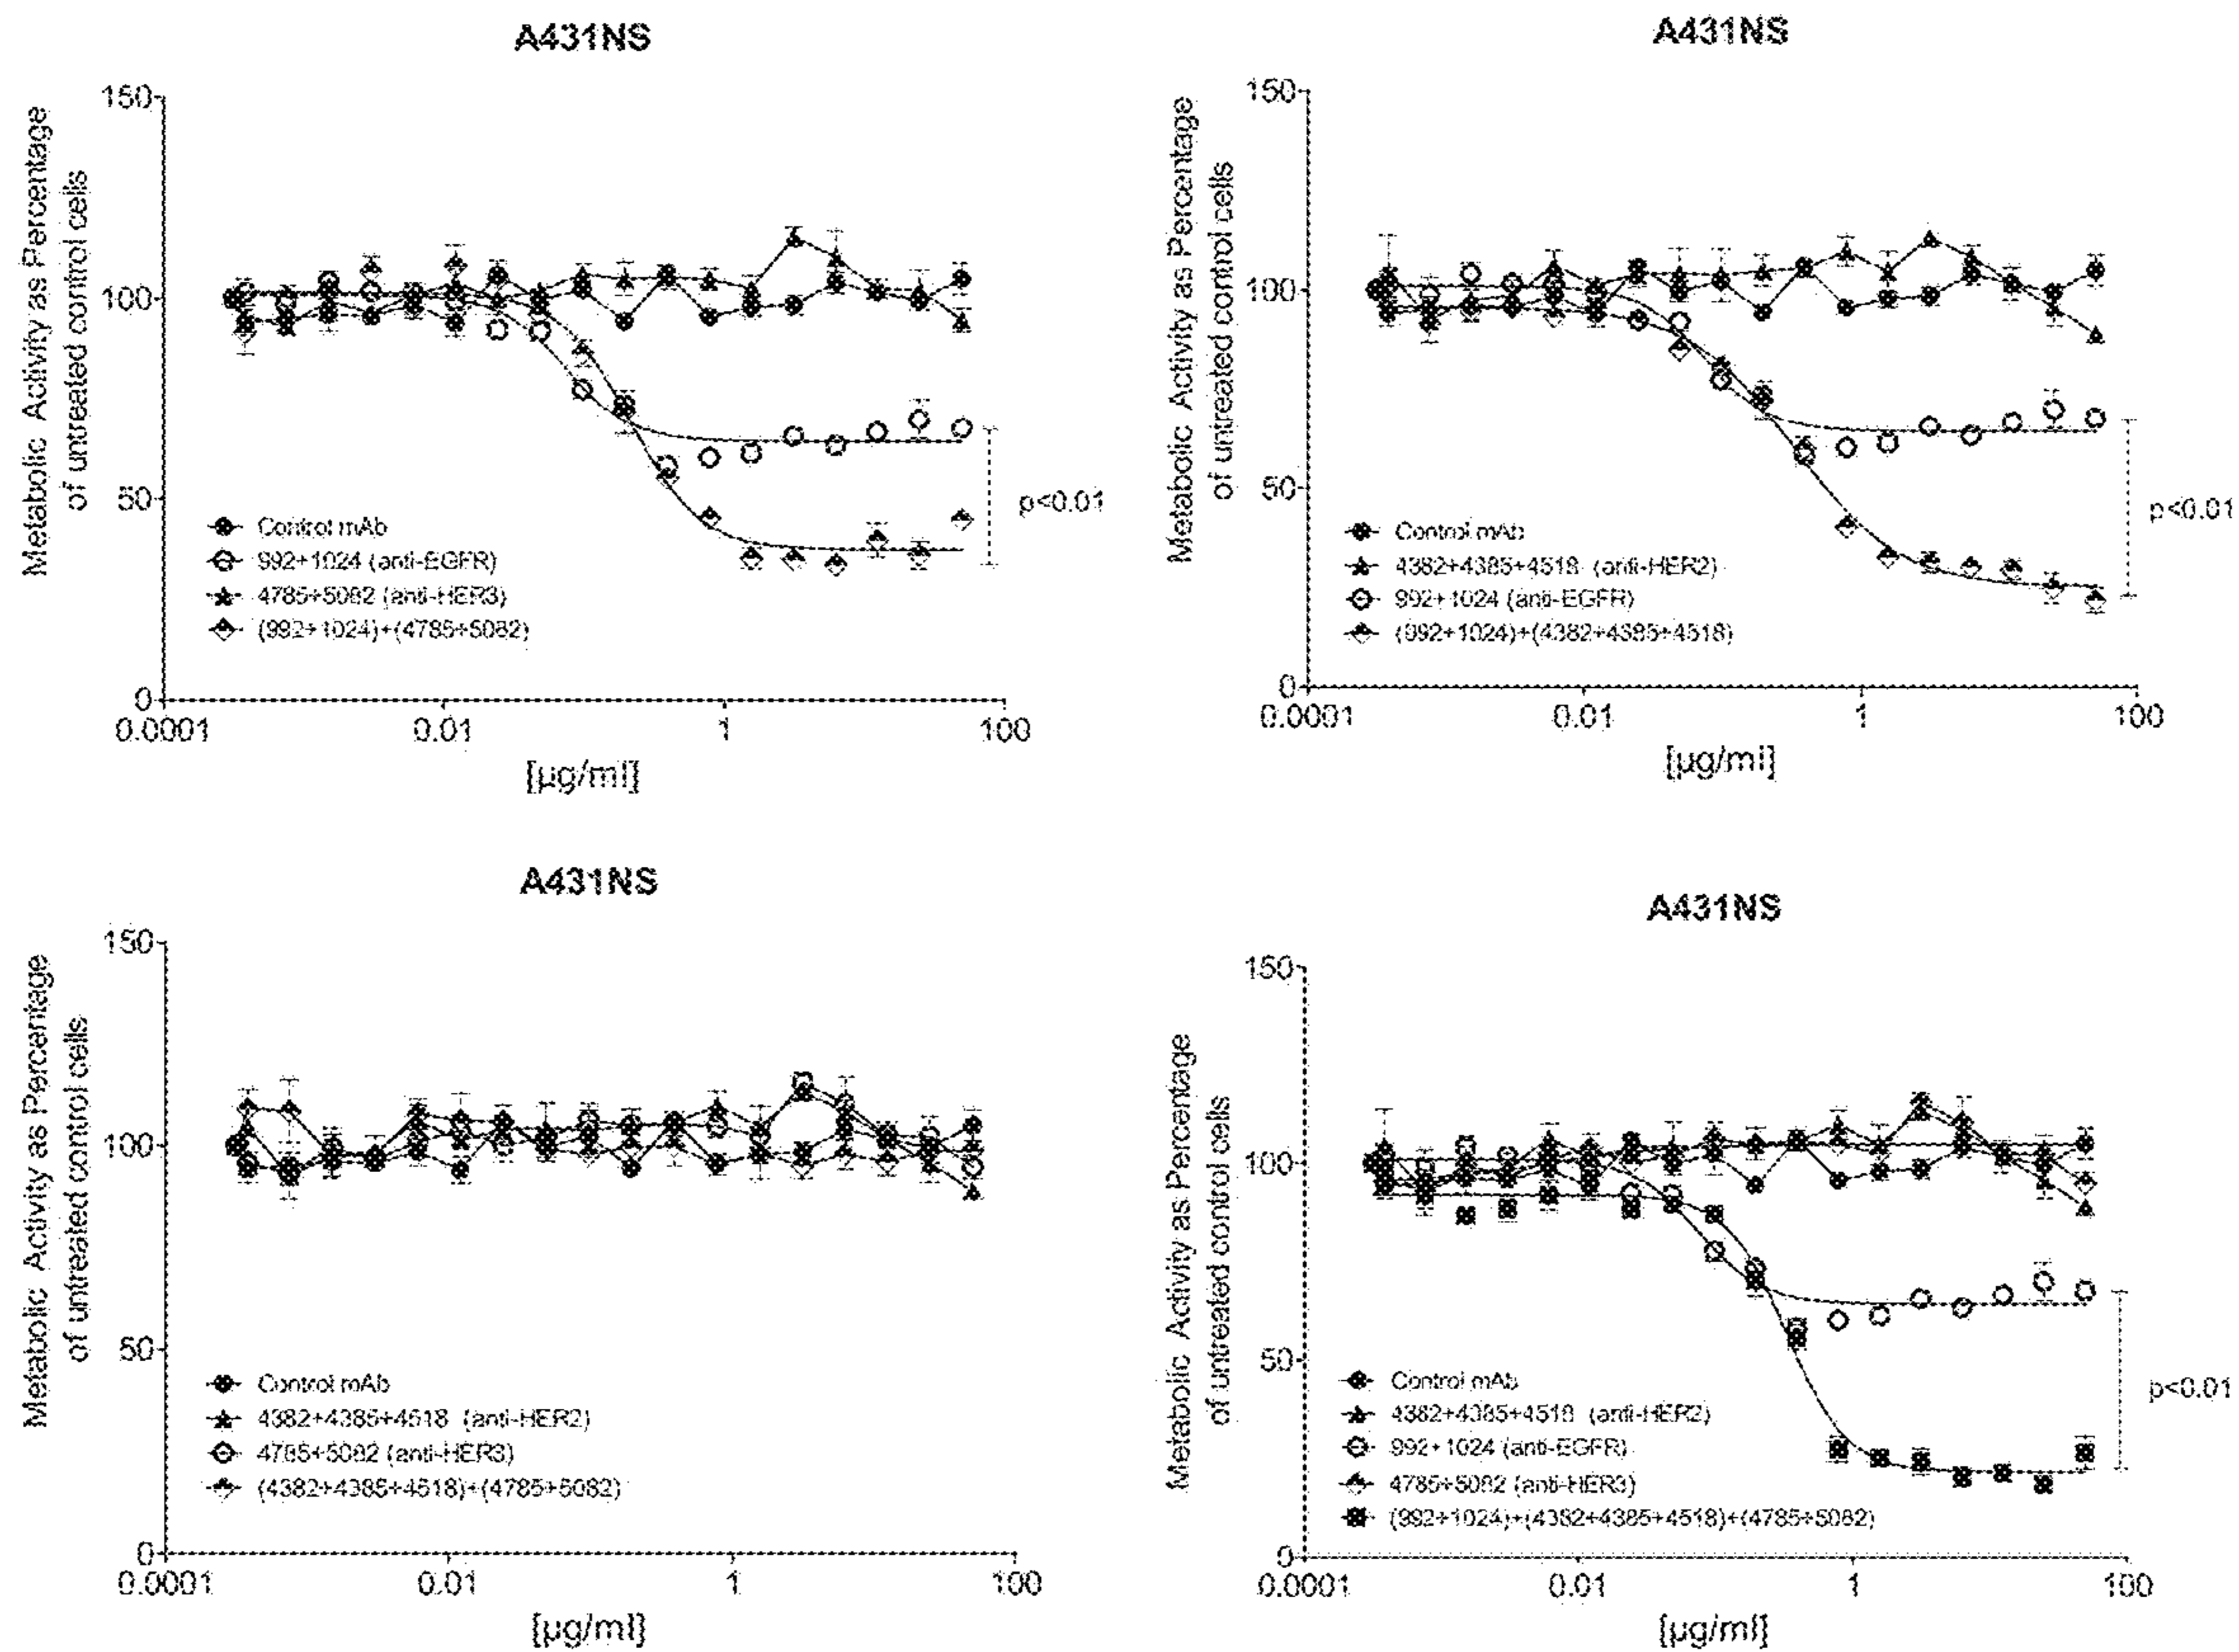 A431NS
Metabolic Activity as Percentage
of untreated control cells
150
100
50
0
Control mAb
992+1024 (anti-EGFR)
4785+5082 (anti-HER3)
(992+1024)+(4785+5082)
p<0.01
0.0001
0.01
1
100
[µg/ml]
A431NS
Metabolic Activity as Percentage
of untreated control cells
150
100
50
0
Control mAb
4382+4385+4518 (anti-HER2)
992+1024 (anti-EGFR)
(992+1024)+(4382+4385+4518)
p<0.01
0.0001
0.01
1
100
[µg/ml]
A431NS
Metabolic Activity as Percentage
of untreated control cells
150
100
50
0
Control mAb
4382+4385+4518 (anti-HER2)
4785+5082 (anti-HER3)
(4382+4385+4518)+(4785+5082)
0.0001
0.01
1
100
[µg/ml]
A431NS
Metabolic Activity as Percentage
of untreated control cells
150
100
50
0
Control mAb
4382+4385+4518 (anti-HER2)
992+1024 (anti-EGFR)
4785+5082 (anti-HER3)
(992+1024)+(4382+4385+4518)+(4785+5082)
p<0.01
0.0001
0.01
1
100
[µg/ml]